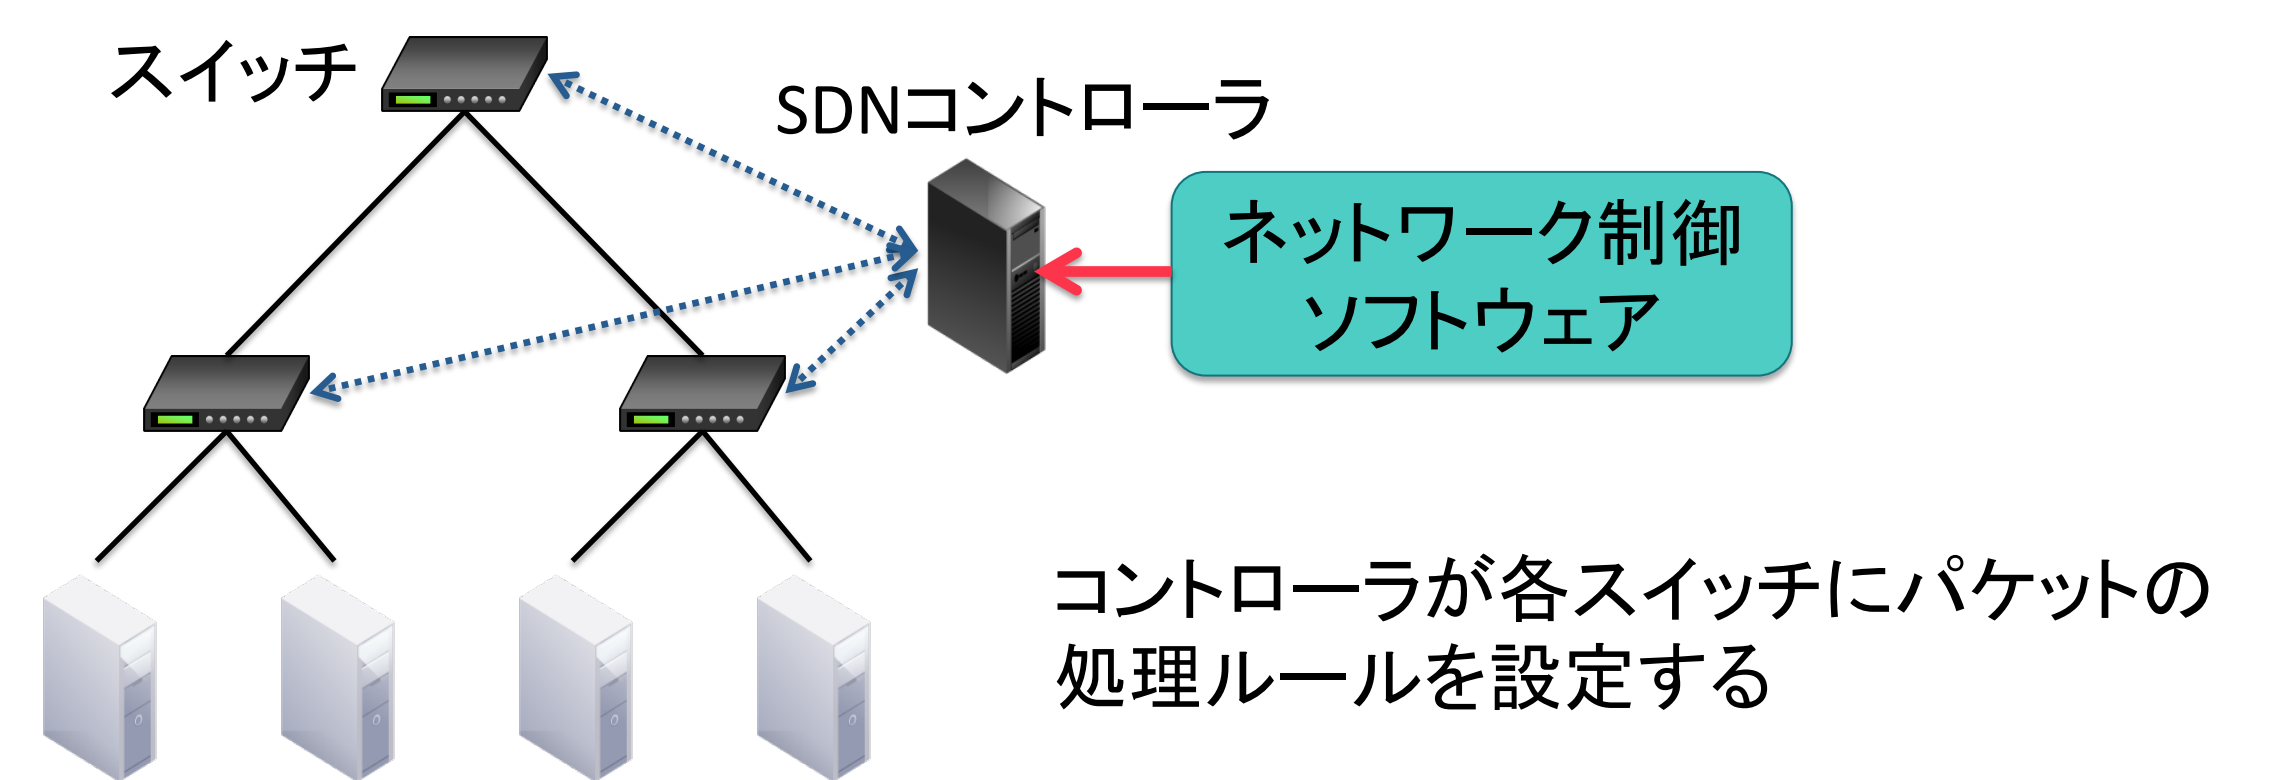 スイッチ
SDNコントローラ
ネットワーク制御
ソフトウェア
コントローラが各スイッチにパケットの
処理ルールを設定する